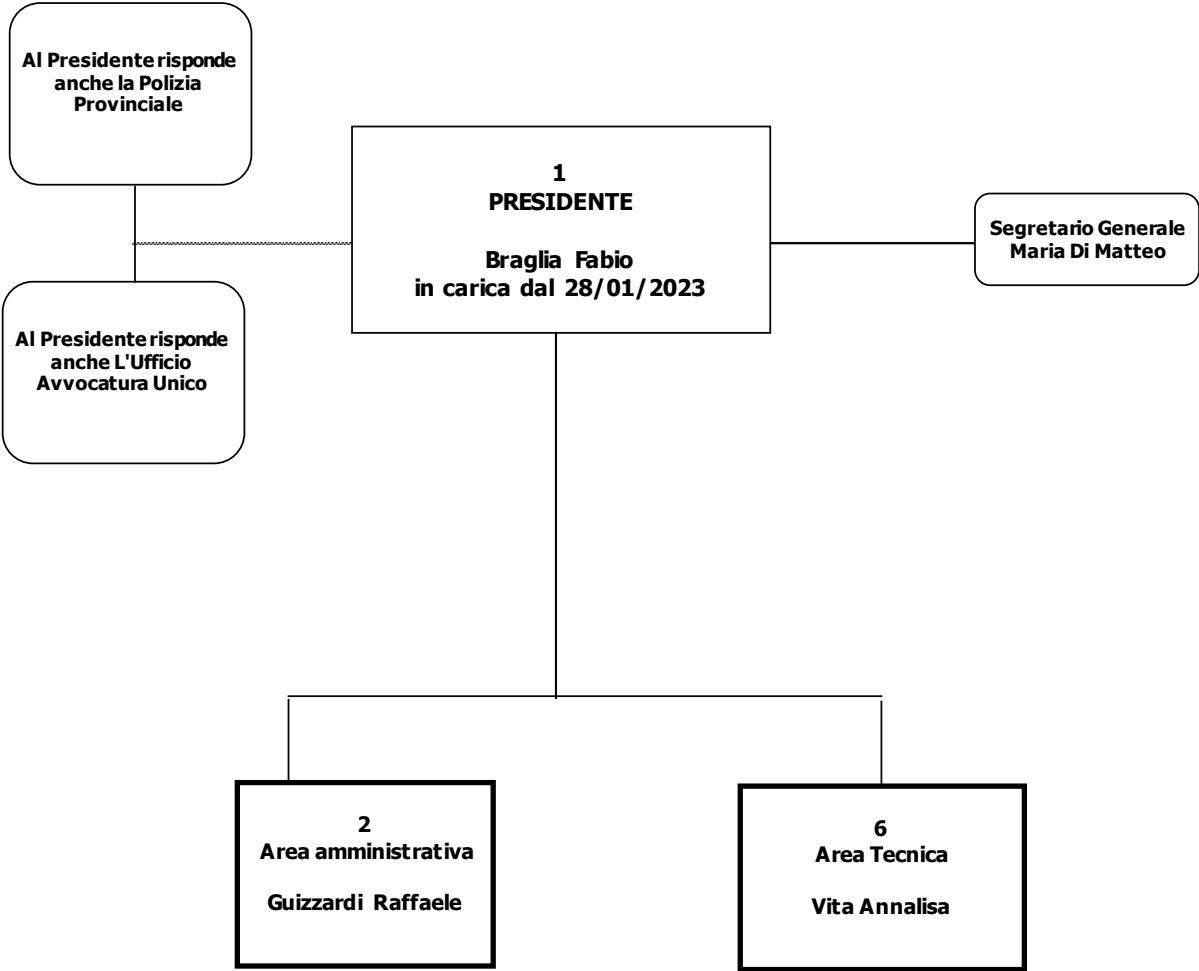 Al Presidente risponde
anche la Polizia
Provinciale
1
PRESIDENTE
Braglia Fabio
in carica dal 28/01/2023
Segretario Generale
Maria Di Matteo
Al Presidente risponde
anche L'Ufficio
Avvocatura Unico
2
Area amministrativa
Guizzardi Raffaele
6
Area Tecnica
Vita Annalisa